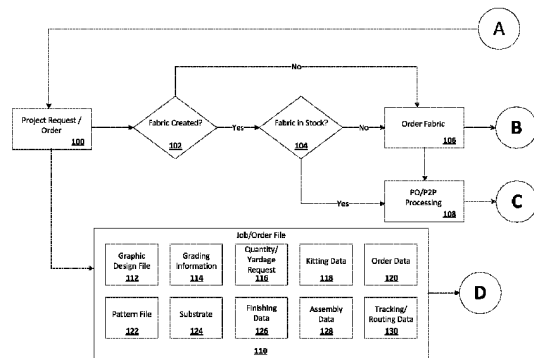 A
No
Project Request /
Order
100
Fabric Created?
102
Yes
Fabric in Stock?
104
No
Order Fabric
106
B
Yes
PO/P2P
Processing
108
C
Job/Order File
Graphic
Design File
112
Grading
Information
114
Quantity/
Yardage
Request
116
Kitting Data
118
Order Data
120
D
Pattern File
122
Substrate
124
Finishing
Data
126
Assembly
Data
128
Tracking/
Routing Data
130
110